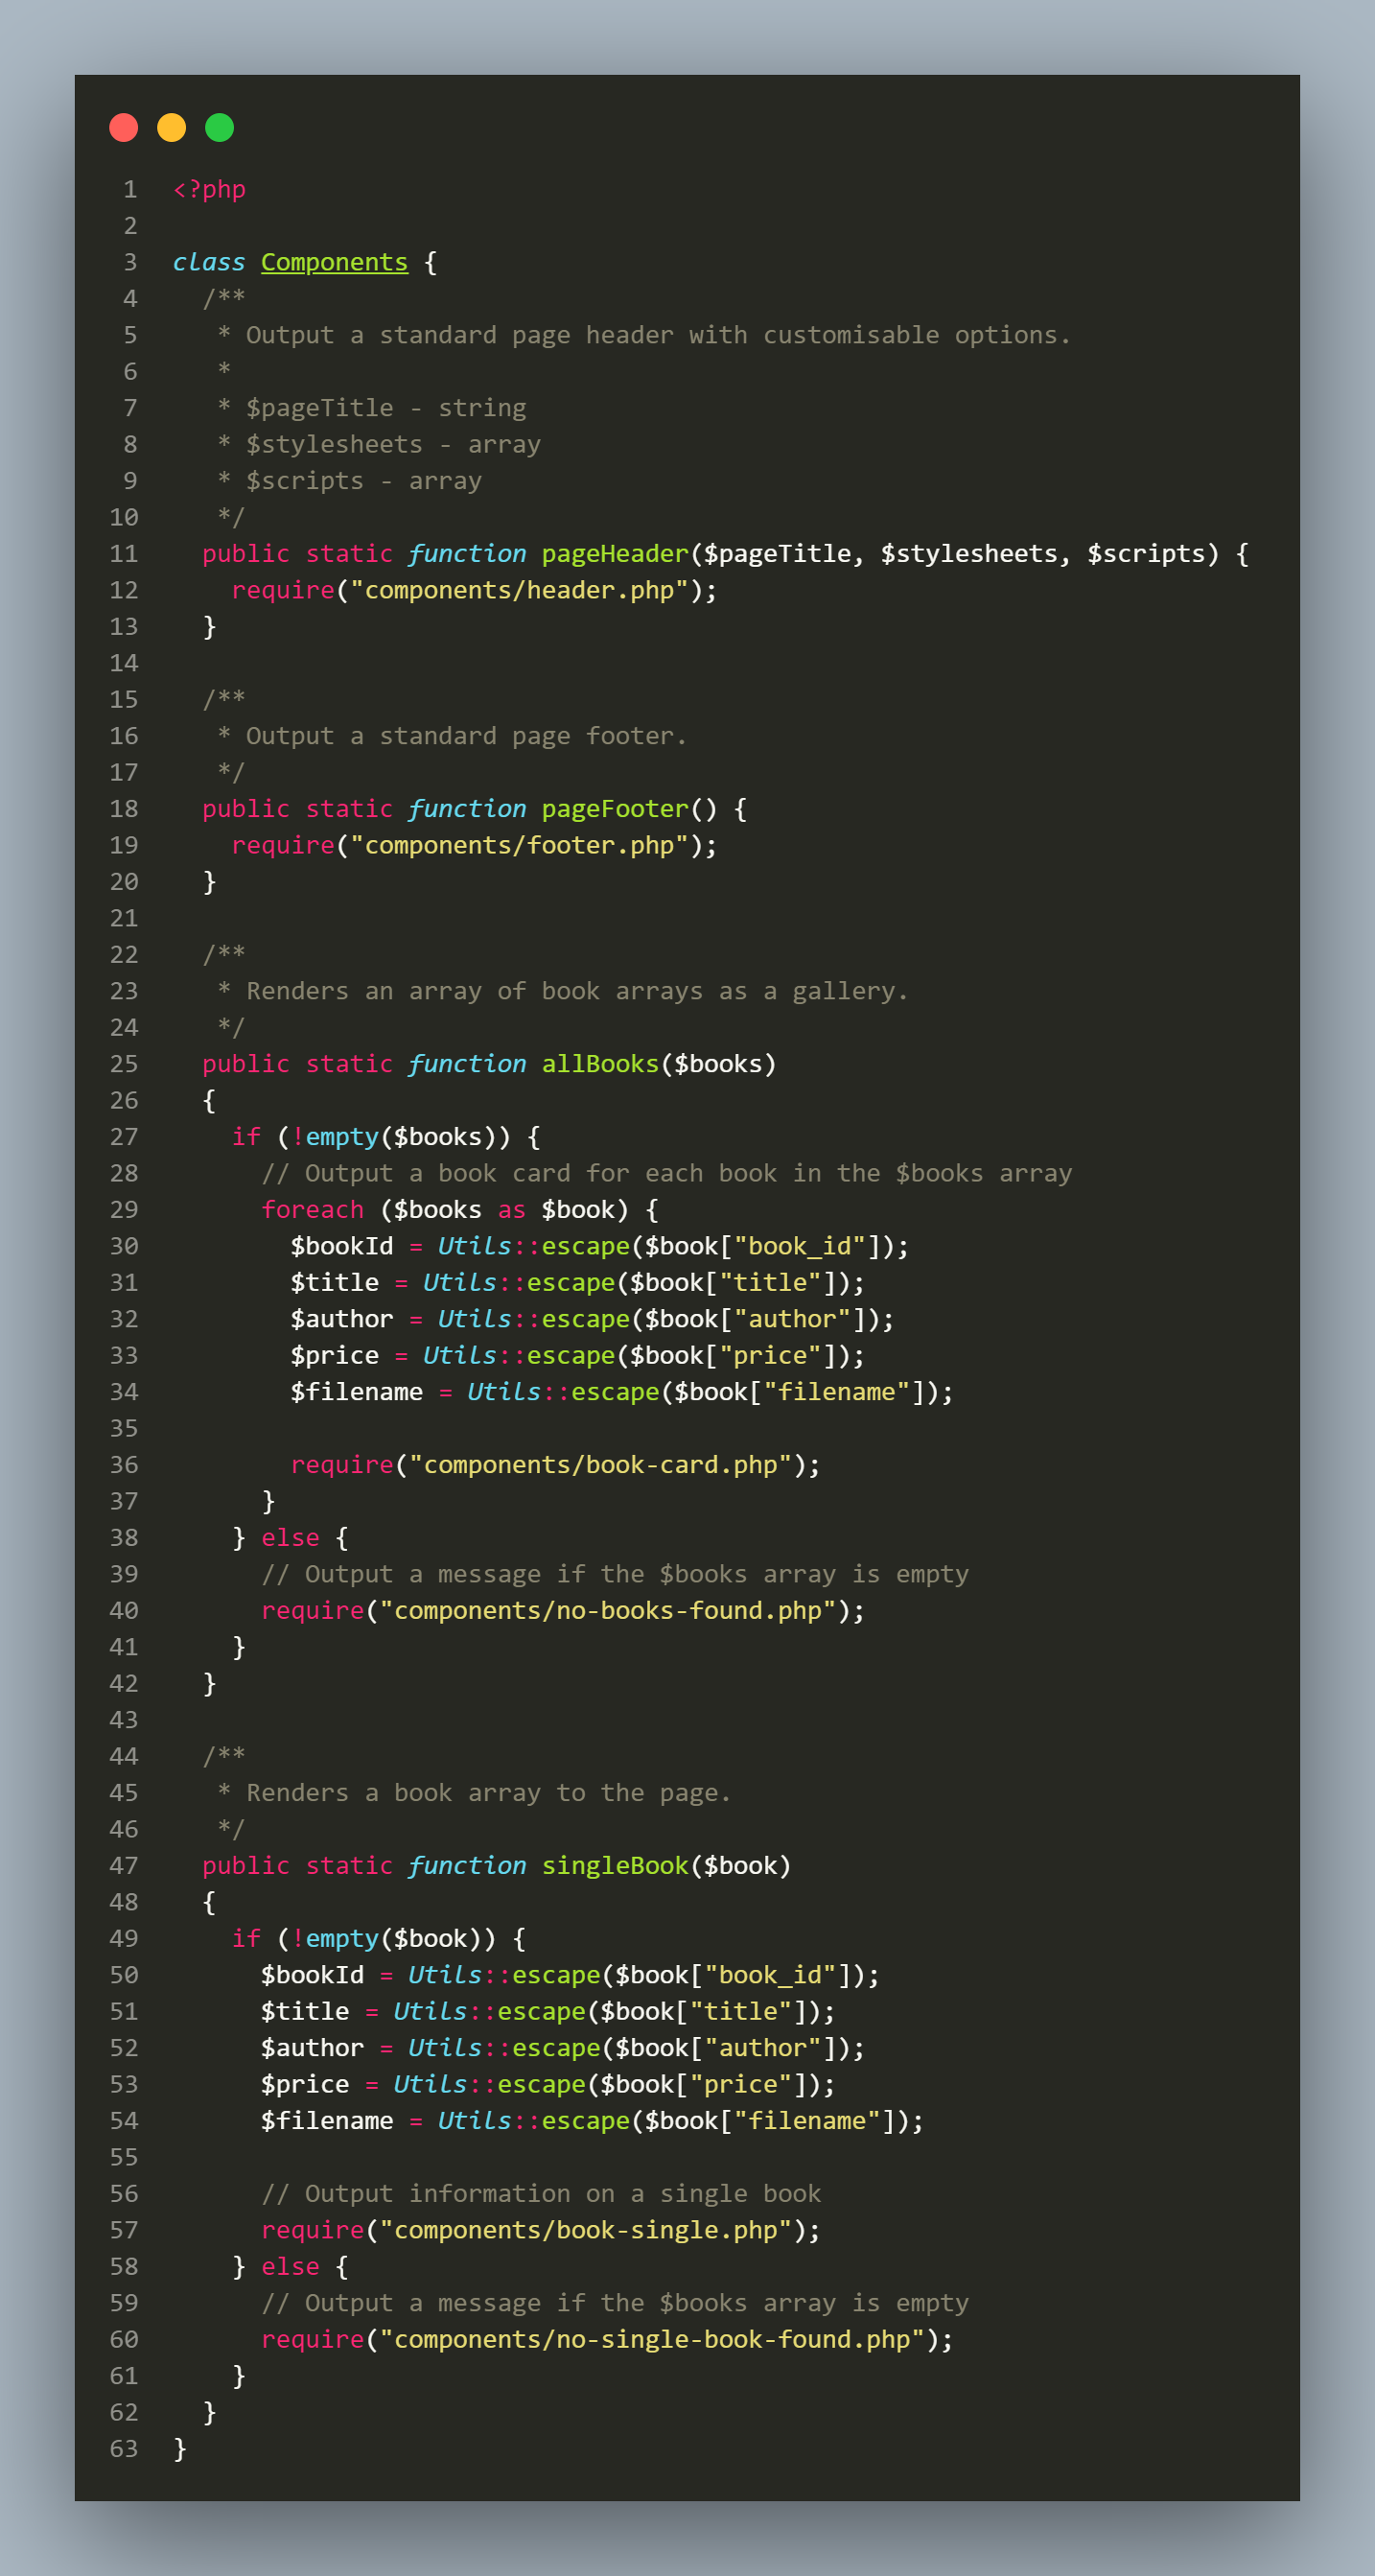 1 <?php
2
3 class Components {
4   /**
5    * Output a standard page header with customisable options.
6    *
7    * $pageTitle - string
8    * $stylesheets - array
9    * $scripts - array
10    */
11   public static function pageHeader($pageTitle, $stylesheets, $scripts) {
12     require("components/header.php");
13   }
14
15   /**
16    * Output a standard page footer.
17    */
18   public static function pageFooter() {
19     require("components/footer.php");
20   }
21
22   /**
23    * Renders an array of book arrays as a gallery.
24    */
25   public static function allBooks($books)
26   {
27     if (!empty($books)) {
28       // Output a book card for each book in the $books array
29       foreach ($books as $book) {
30         $bookId = Utils::escape($book["book_id"]);
31         $title = Utils::escape($book["title"]);
32         $author = Utils::escape($book["author"]);
33         $price = Utils::escape($book["price"]);
34         $filename = Utils::escape($book["filename"]);
35
36         require("components/book-card.php");
37       }
38     } else {
39       // Output a message if the $books array is empty
40       require("components/no-books-found.php");
41     }
42   }
43
44   /**
45    * Renders a book array to the page.
46    */
47   public static function singleBook($book)
48   {
49     if (!empty($book)) {
50       $bookId = Utils::escape($book["book_id"]);
51       $title = Utils::escape($book["title"]);
52       $author = Utils::escape($book["author"]);
53       $price = Utils::escape($book["price"]);
54       $filename = Utils::escape($book["filename"]);
55
56       // Output information on a single book
57       require("components/book-single.php");
58     } else {
59       // Output a message if the $books array is empty
60       require("components/no-single-book-found.php");
61     }
62   }
63 }